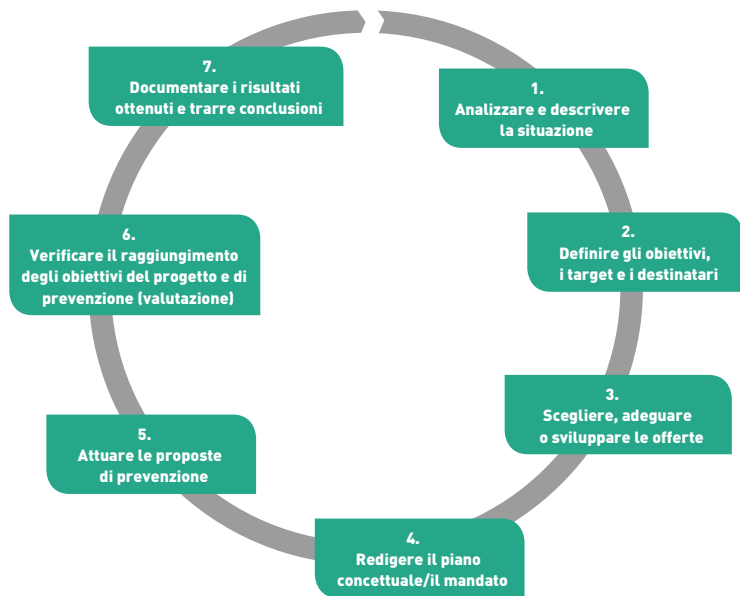 1.
Analizzare e descrivere
la situazione
2.
Definire gli obiettivi,
i target e i destinatari
3.
Scegliere, adeguare
o sviluppare le offerte
4.
Redigere il piano
concettuale/il mandato
5.
Attuare le proposte
di prevenzione
6.
Verificare il raggiungimento
degli obiettivi del progetto e di
prevenzione (valutazione)
7.
Documentare i risultati
ottenuti e trarre conclusioni